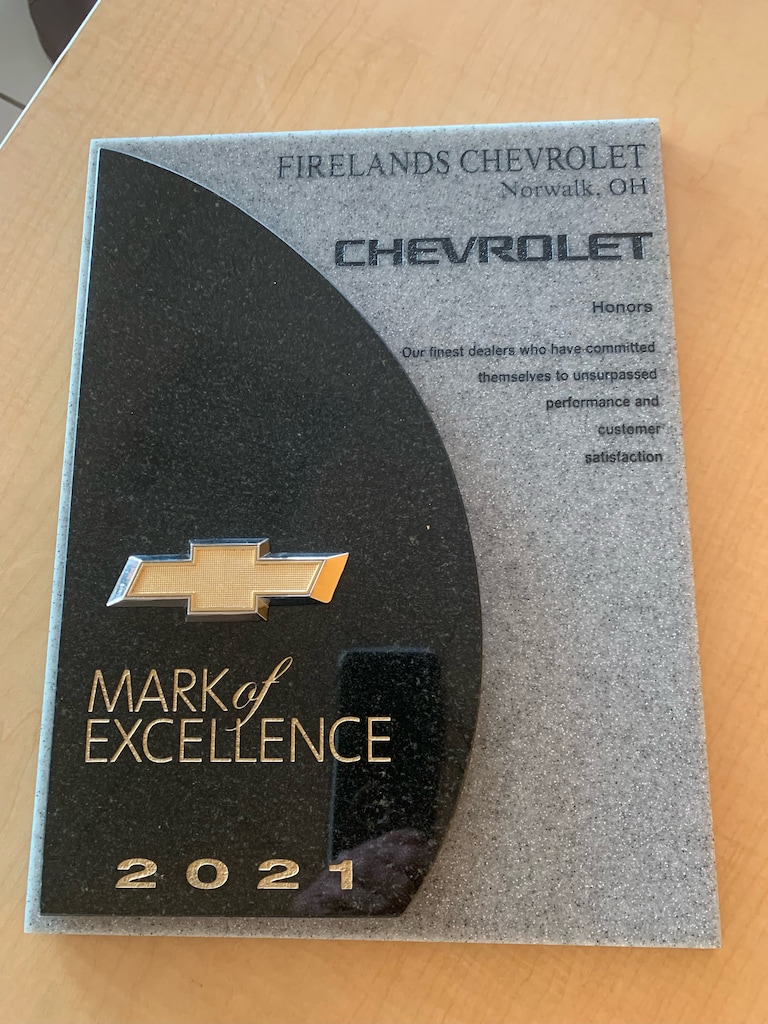 FIRELANDS CHEVROLET
Norwalk, OH
CHEVROLET
Honors
Our finest dealers who have committed
themselves to unsurpassed
performance and
customer
satisfaction
MARK of
EXCELLENCE
2021